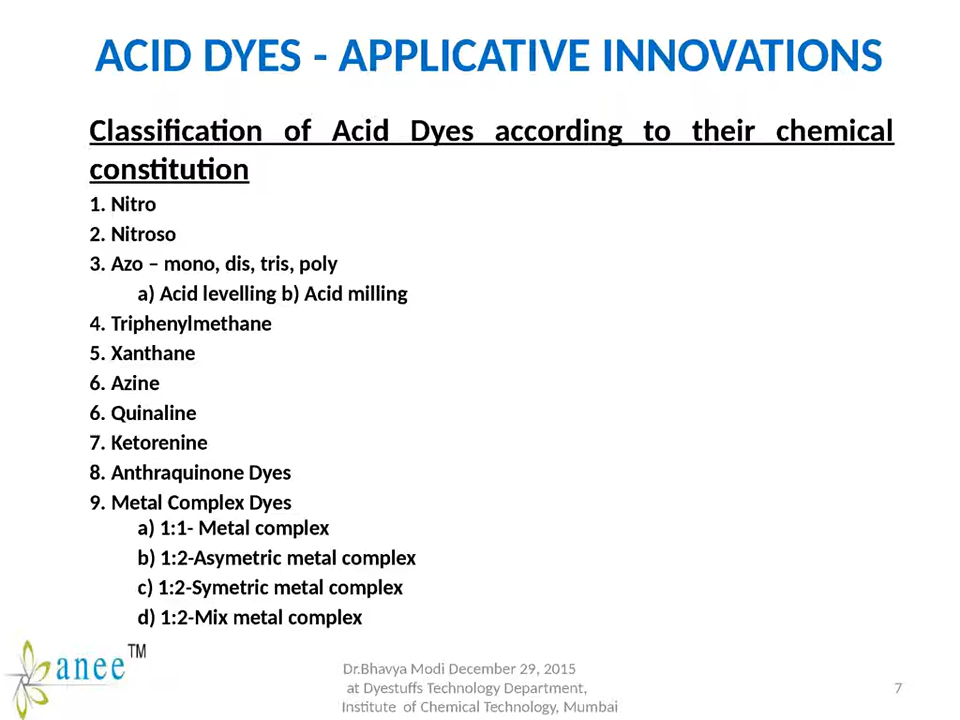 ACID DYES - APPLICATIVE INNOVATIONS
Classification of Acid Dyes according to their chemical
constitution
1. Nitro
2. Nitroso
3. Azo – mono, dis, tris, poly
a) Acid levelling b) Acid milling
4. Triphenylmethane
5. Xanthane
6. Azine
6. Quinaline
7. Ketorenine
8. Anthraquinone Dyes
9. Metal Complex Dyes
a) 1:1- Metal complex
b) 1:2-Asymetric metal complex
c) 1:2-Symetric metal complex
d) 1:2-Mix metal complex
anee TM
Dr.Bhavya Modi December 29, 2015
at Dyestuffs Technology Department,
Institute of Chemical Technology, Mumbai
7